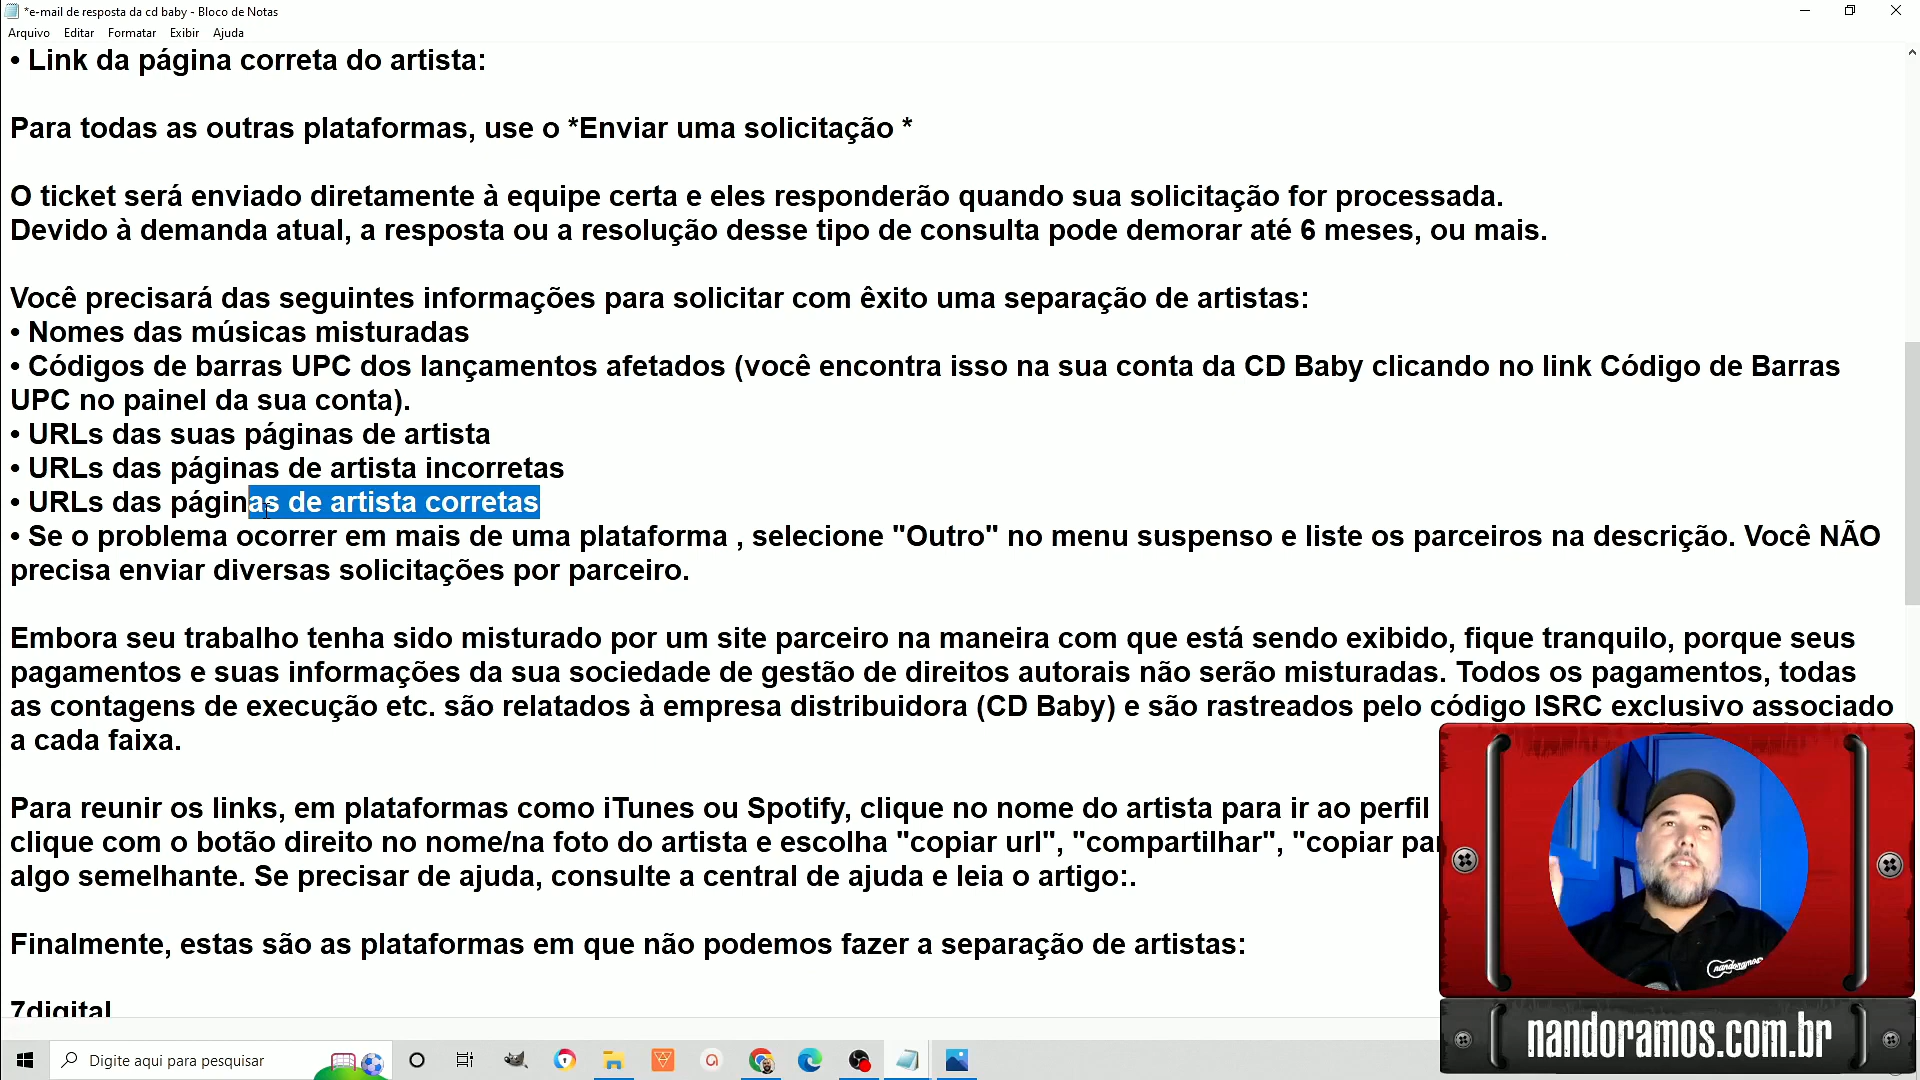 *e-mail de resposta da cd baby - Bloco de Notas
Arquivo Editar Formatar Exibir Ajuda
• Link da página correta do artista:
Para todas as outras plataformas, use o *Enviar uma solicitação *
O ticket será enviado diretamente à equipe certa e eles responderão quando sua solicitação for processada.
Devido à demanda atual, a resposta ou a resolução desse tipo de consulta pode demorar até 6 meses, ou mais.
Você precisará das seguintes informações para solicitar com êxito uma separação de artistas:
• Nomes das músicas misturadas
• Códigos de barras UPC dos lançamentos afetados (você encontra isso na sua conta da CD Baby clicando no link Código de Barras
UPC no painel da sua conta).
• URLs das suas páginas de artista
• URLs das páginas de artista incorretas
• URLs das páginas de artista corretas
• Se o problema ocorrer em mais de uma plataforma , selecione "Outro" no menu suspenso e liste os parceiros na descrição. Você NÃO
precisa enviar diversas solicitações por parceiro.
Embora seu trabalho tenha sido misturado por um site parceiro na maneira com que está sendo exibido, fique tranquilo, porque seus
pagamentos e suas informações da sua sociedade de gestão de direitos autorais não serão misturadas. Todos os pagamentos, todas
as contagens de execução etc. são relatados à empresa distribuidora (CD Baby) e são rastreados pelo código ISRC exclusivo associado
a cada faixa.
Para reunir os links, em plataformas como iTunes ou Spotify, clique no nome do artista para ir ao perfil
clique com o botão direito no nome/na foto do artista e escolha "copiar url", "compartilhar", "copiar
algo semelhante. Se precisar de ajuda, consulte a central de ajuda e leia o artigo:.
Finalmente, estas são as plataformas em que não podemos fazer a separação de artistas:
7digital
nandoramos
nandoramos.com.br
Digite aqui para pesquisar